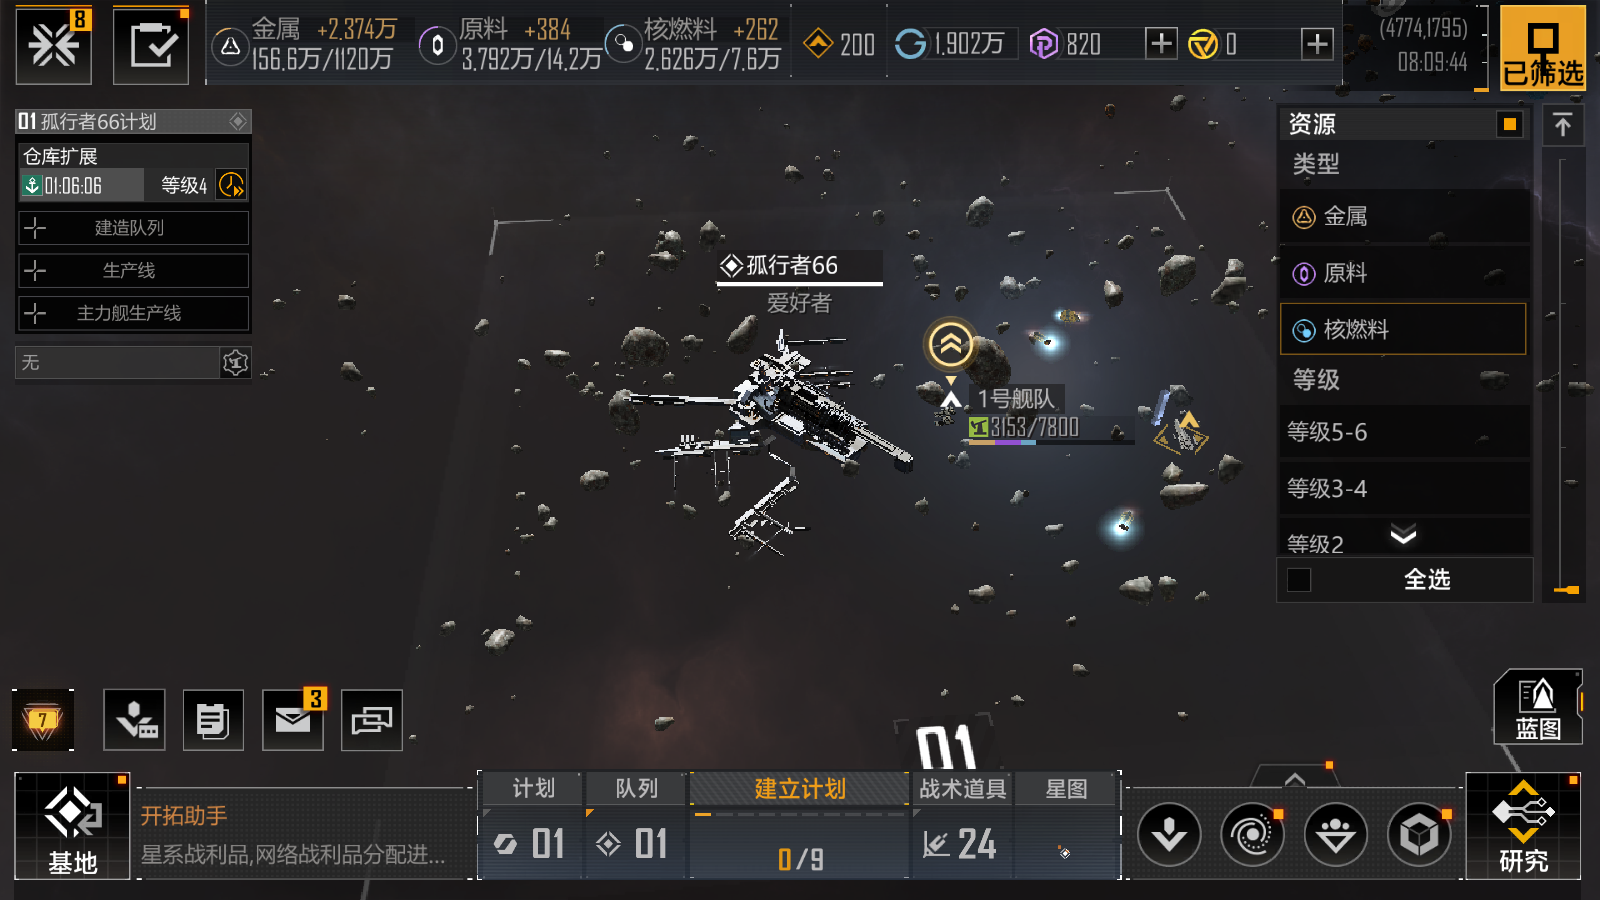 8
金属 +2.374万
156.6万/1120万
原料 +384
3.792万/14.2万
核燃料 +262
2.626万/7.6万
200
1.902万
820
0
(4774,1795)
08:09:44
已筛选
01 孤行者66计划
仓库扩展
01:06:06 等级4
建造队列
生产线
主力舰生产线
无
孤行者66
爱好者
1号舰队
3153/7800
资源
类型
金属
原料
核燃料
等级
等级5-6
等级3-4
等级2
全选
7
3
蓝图
01
基地
开拓助手
星系战利品,网络战利品分配进...
计划
01
队列
01
建立计划
0/9
战术道具
24
星图
研究